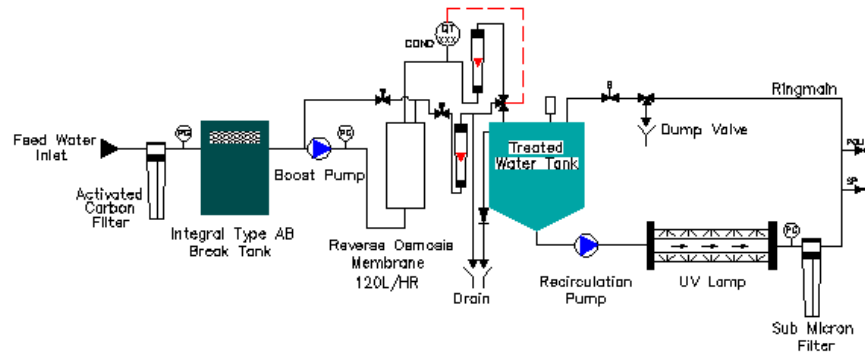 QT
XXX
COND
Ringmain
Feed Water
Inlet
PG
PG
Dump Valve
Treated
Water Tank
Boost Pump
Activated
Carbon
Filter
Integral Type AB
Break Tank
Reverse Osmosis
Membrane
120L/HR
Drain
PG
Recirculation
Pump
UV Lamp
SP
Sub Micron
Filter